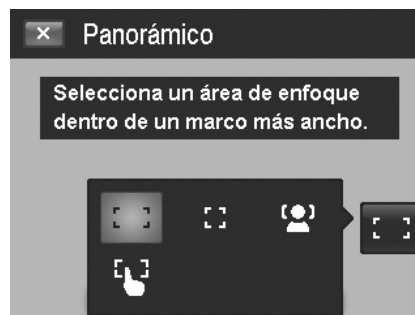 Panorámico
Selecciona un área de enfoque
dentro de un marco más ancho.